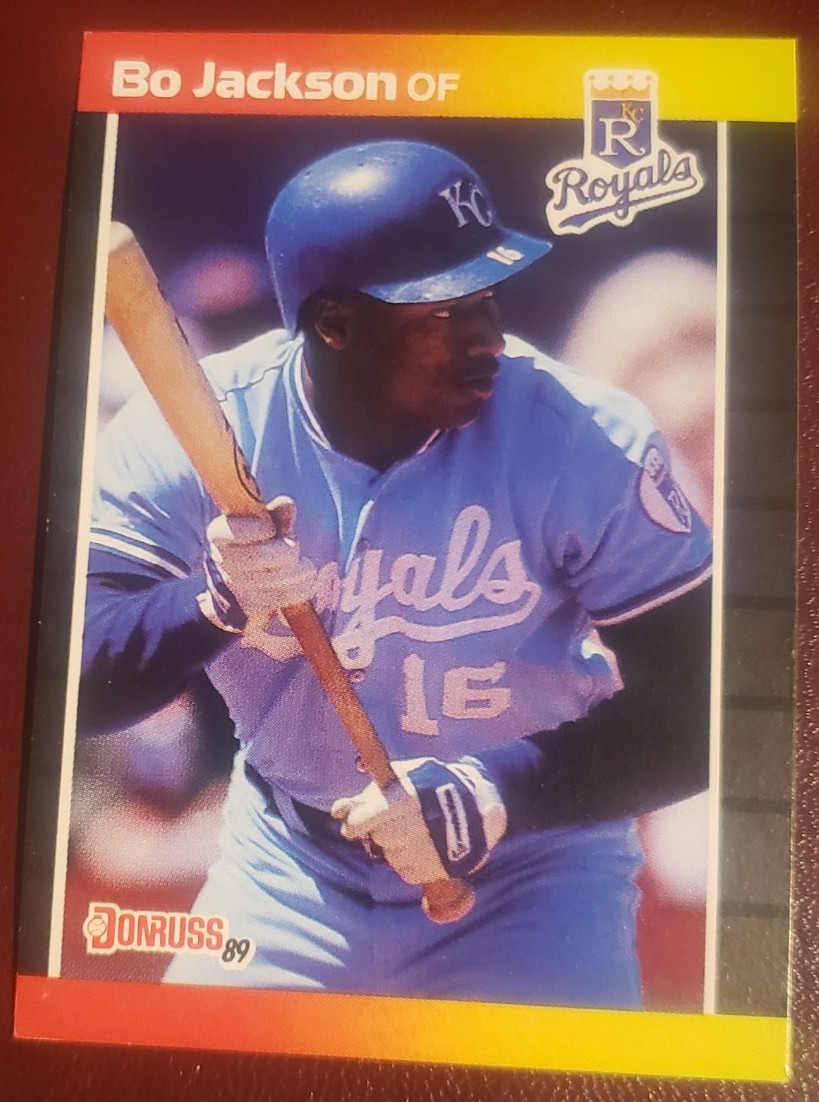 Bo Jackson OF
KC
R
Royals
KC
16
Royals
16
DONRUSS 89